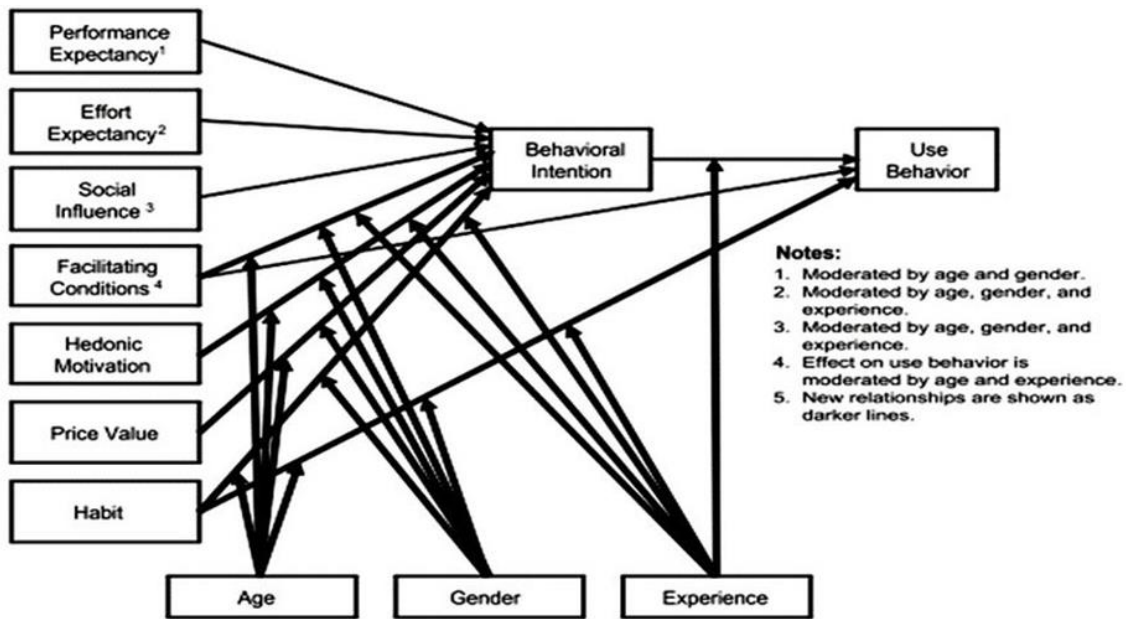 Performance
Expectancy¹
Effort
Expectancy²
Social
Influence ³
Facilitating
Conditions ⁴
Hedonic
Motivation
Price Value
Habit
Behavioral
Intention
Use
Behavior
Notes:
1. Moderated by age and gender.
2. Moderated by age, gender, and
experience.
3. Moderated by age, gender, and
experience.
4. Effect on use behavior is
moderated by age and experience.
5. New relationships are shown as
darker lines.
Age
Gender
Experience